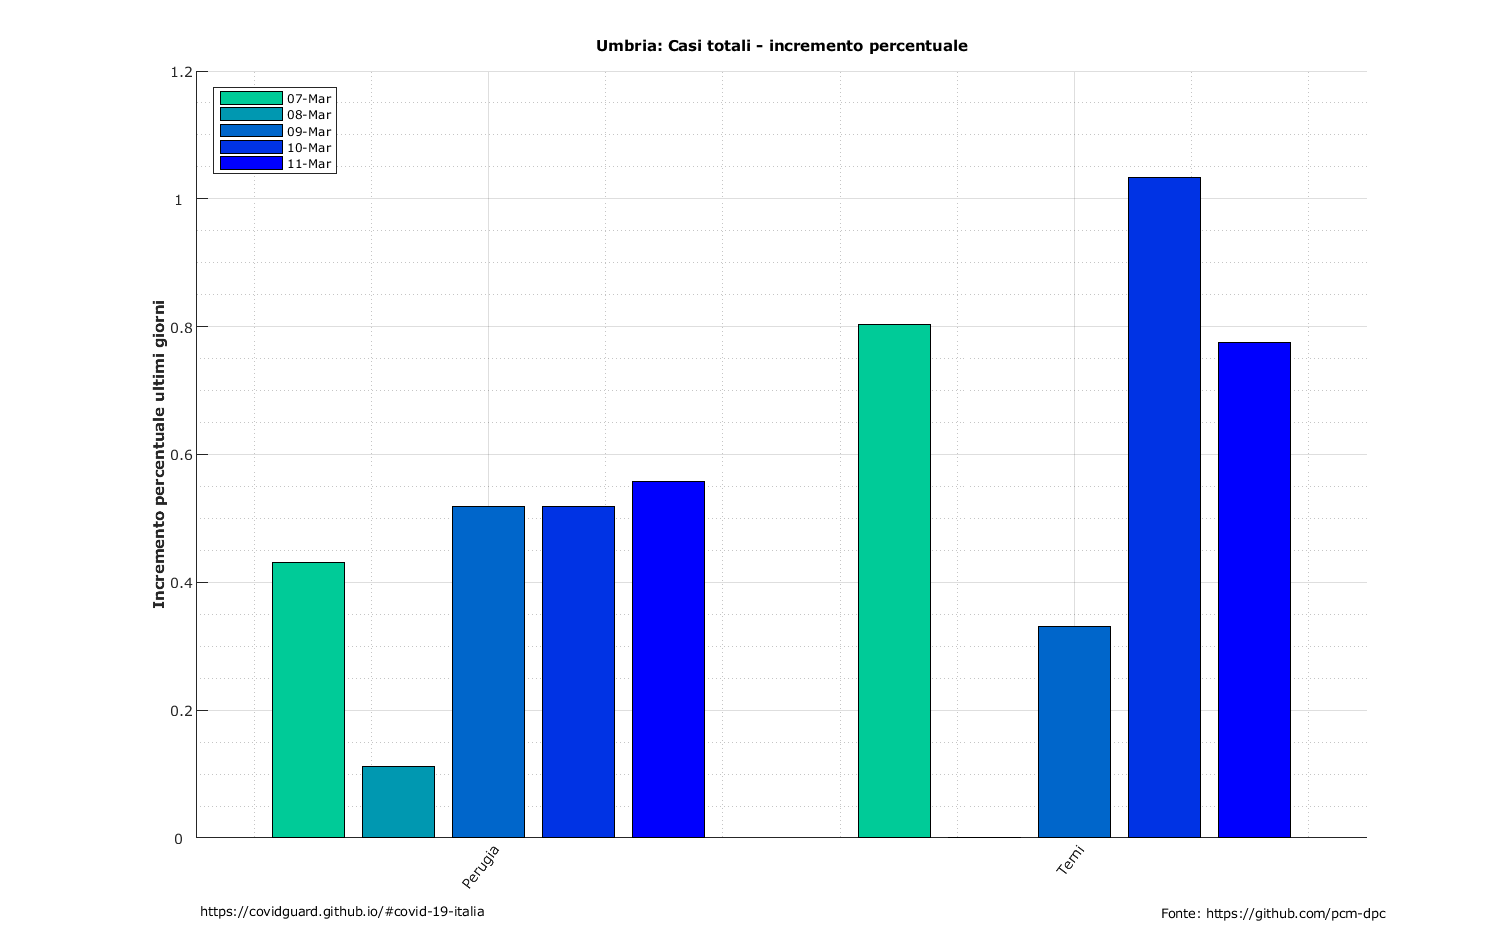 Umbria: Casi totali - incremento percentuale
1.2
1
0.8
0.6
0.4
0.2
0
Incremento percentuale ultimi giorni
07-Mar
08-Mar
09-Mar
10-Mar
11-Mar
Perugia
Terni
https://covidguard.github.io/#covid-19-italia
Fonte: https://github.com/pcm-dpc